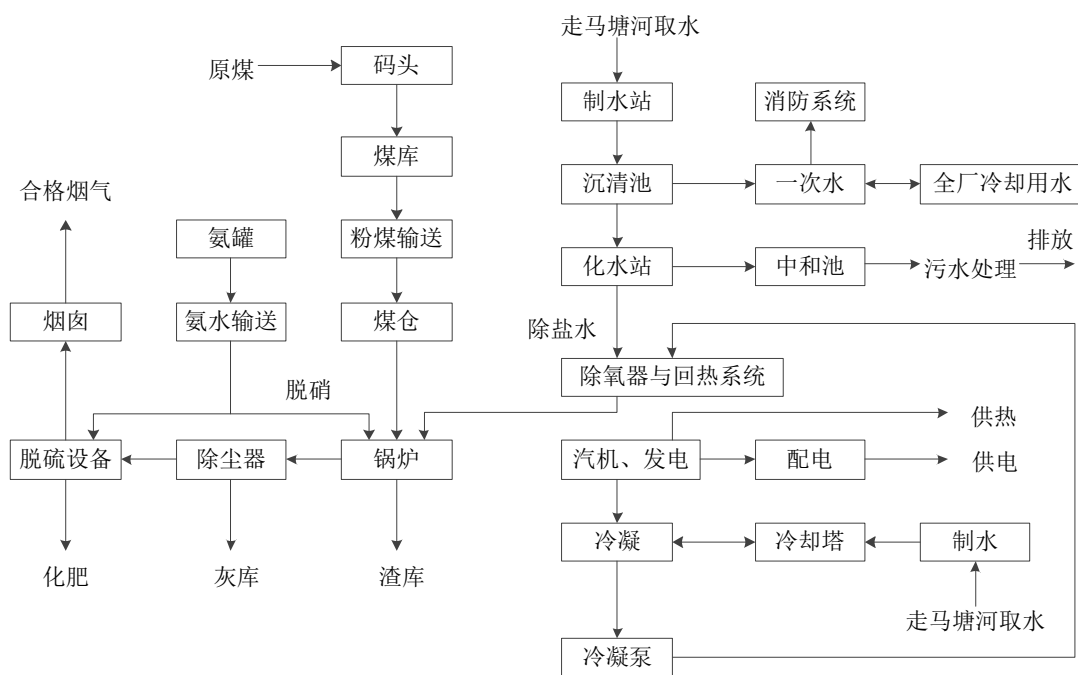 走马塘河取水
原煤
码头
制水站
消防系统
煤库
沉清池
一次水
全厂冷却用水
合格烟气
氨罐
粉煤输送
化水站
中和池
污水处理
排放
烟囱
氨水输送
煤仓
除盐水
除氧器与回热系统
脱硝
供热
脱硫设备
除尘器
锅炉
汽机、发电
配电
供电
冷凝
冷却塔
制水
化肥
灰库
渣库
走马塘河取水
冷凝泵